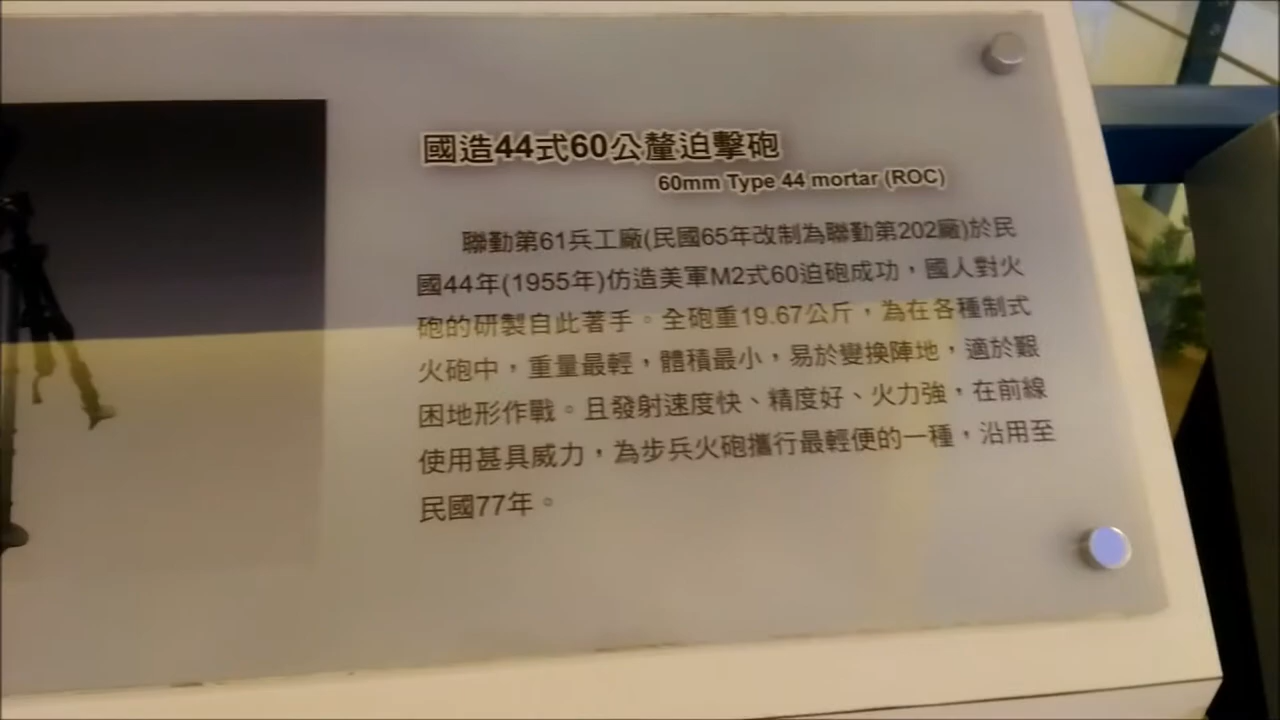 國造44式60公釐迫擊砲
60mm Type 44 mortar (ROC)
聯勤第61兵工廠(民國65年改制為聯勤第202廠)於民
國44年(1955年)仿造美軍M2式60迫砲成功，國人對火
砲的研製自此著手。全砲重19.67公斤，為在各種制式
火砲中，重量最輕，體積最小，易於變換陣地，適於艱
困地形作戰。且發射速度快、精度好、火力強，在前線
使用甚具威力，為步兵火砲攜行最輕便的一種，沿用至
民國77年。